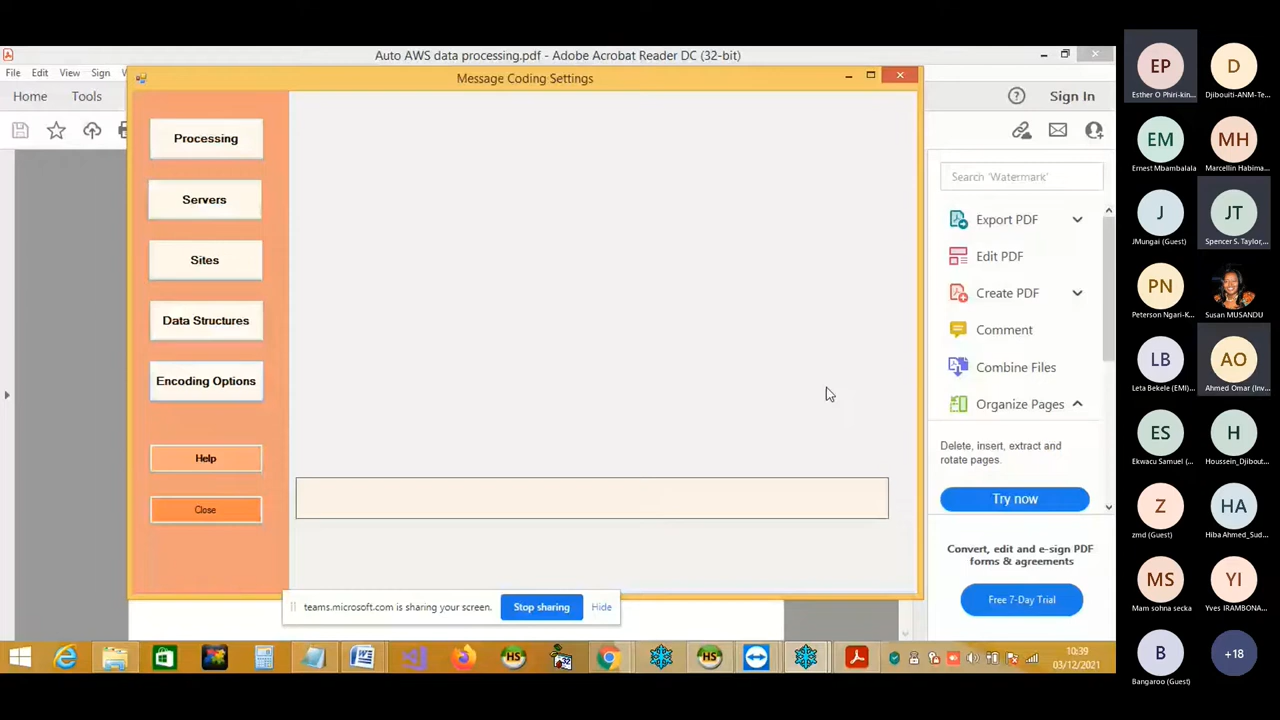 Auto AWS data processing.pdf - Adobe Acrobat Reader DC (32-bit)
File Edit View Sign
Message Coding Settings
Home Tools
Sign In
Processing
Servers
Sites
Data Structures
Encoding Options
Help
Close
Search 'Watermark'
Export PDF
Edit PDF
Create PDF
Comment
Combine Files
Organize Pages
Delete, insert, extract and
rotate pages.
Try now
Convert, edit and e-sign PDF
forms & agreements
Free 7-Day Trial
teams.microsoft.com is sharing your screen.
Stop sharing
Hide
10:39
03/12/2021
EP
Esther O Phiri-kin...
D
Djibouiti-ANM-Te...
EM
Ernest Mbambalala
MH
Marcellin Habima...
J
JMungai (Guest)
JT
Spencer S. Taylor,...
PN
Peterson Ngari-K...
Susan MUSANDU
LB
Leta Bekele (EMI)...
AO
Ahmed Omar (Inv...
ES
Ekwacu Samuel (...
H
Houssein_Djibout...
Z
zmd (Guest)
HA
Hiba Ahmed_Sud...
MS
Mam sohna secka
YI
Yves IRAMBONA...
B
Bangaroo (Guest)
+18